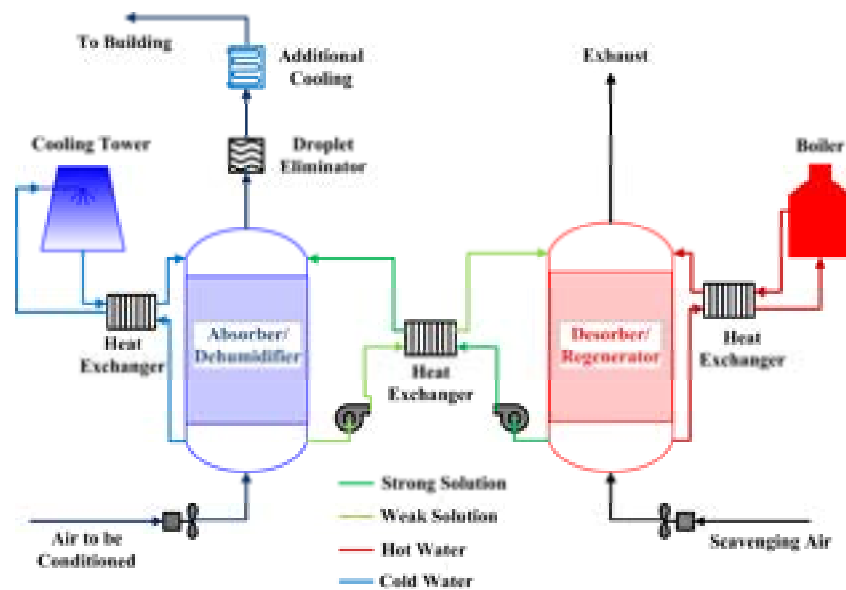 To Building
Additional
Cooling
Exhaust
Cooling Tower
Droplet
Eliminator
Boiler
Absorber/
Dehumidifier
Desorber/
Regenerator
Heat
Exchanger
Heat
Exchanger
Heat
Exchanger
Strong Solution
Weak Solution
Hot Water
Cold Water
Air to be
Conditioned
Scavenging Air